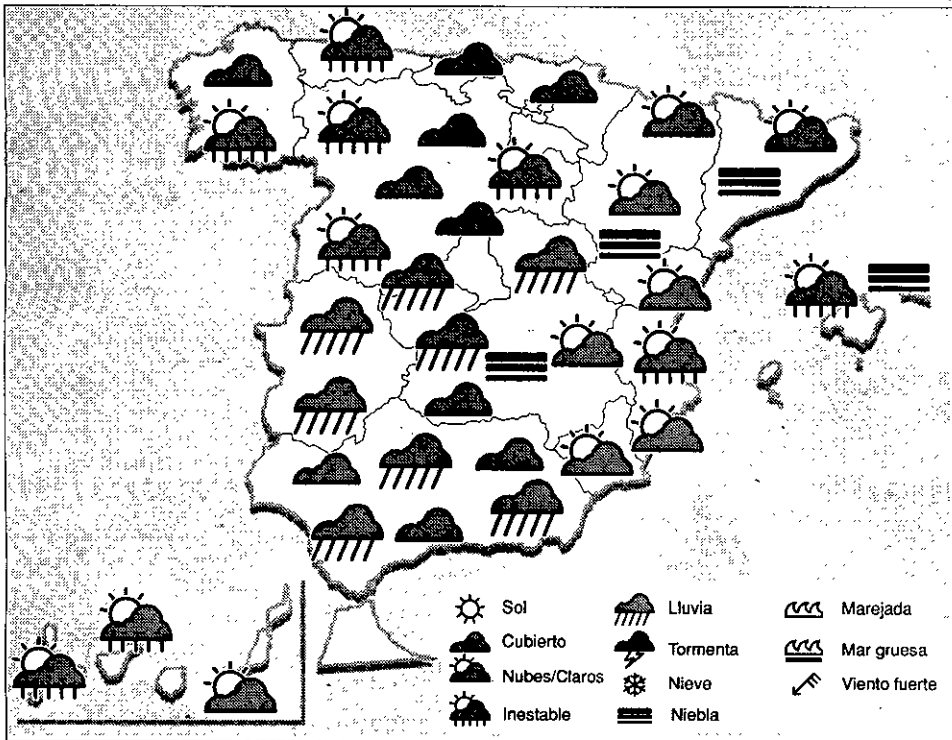 Sol
Cubierto
Nubes/Claros
Inestable
Lluvia
Tormenta
Nieve
Niebla
Marejada
Mar gruesa
Viento fuerte